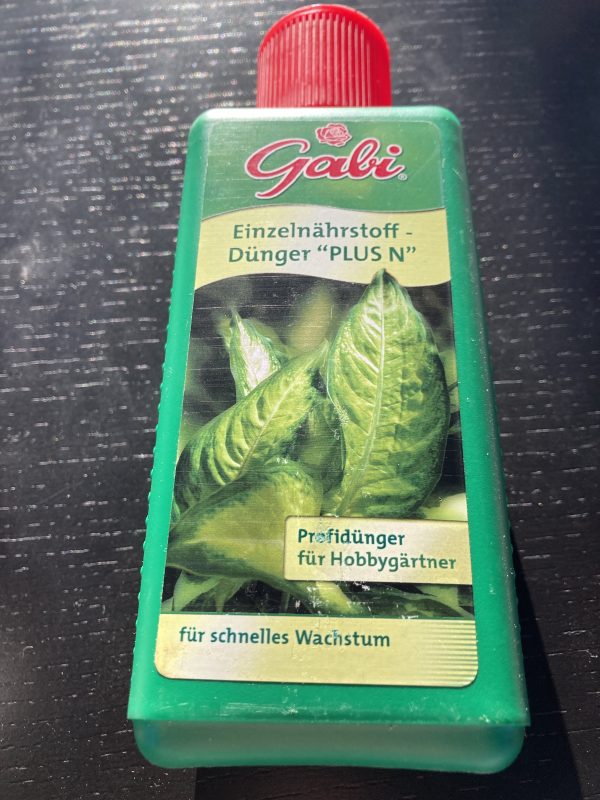 Gabi®
Einzelnährstoff -
Dünger "PLUS N"
Profidünger
für Hobbygärtner
für schnelles Wachstum